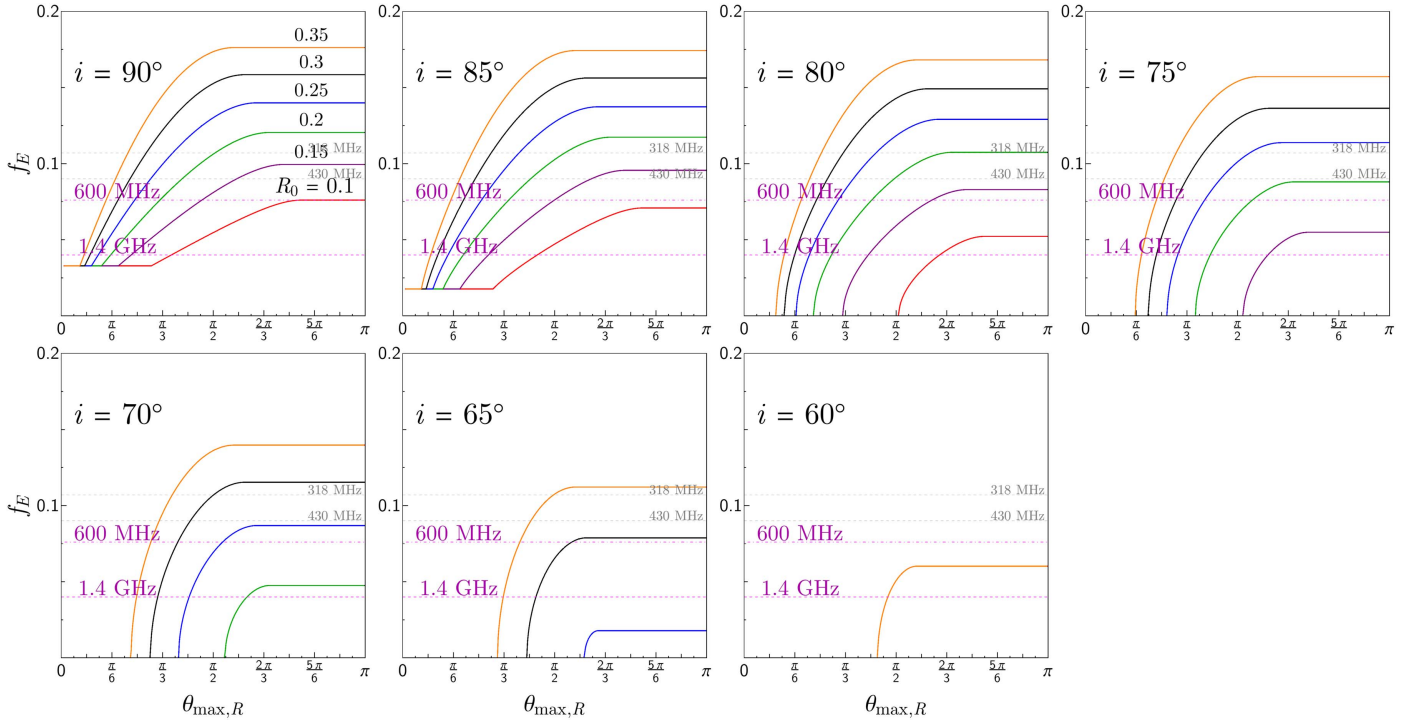 0.2
0.1
f_E
i = 90°
0.35
0.3
0.25
0.2
0.15
318 MHz
430 MHz
R_0 = 0.1
600 MHz
1.4 GHz
0 π/6 π/3 π/2 2π/3 5π/6 π
0.2
0.1
i = 85°
318 MHz
430 MHz
600 MHz
1.4 GHz
0 π/6 π/3 π/2 2π/3 5π/6 π
0.2
0.1
i = 80°
318 MHz
430 MHz
600 MHz
1.4 GHz
0 π/6 π/3 π/2 2π/3 5π/6 π
0.2
0.1
i = 75°
318 MHz
430 MHz
600 MHz
1.4 GHz
0 π/6 π/3 π/2 2π/3 5π/6 π
0.2
0.1
f_E
i = 70°
318 MHz
430 MHz
600 MHz
1.4 GHz
0 π/6 π/3 π/2 2π/3 5π/6 π
θ_max,R
0.2
0.1
i = 65°
318 MHz
430 MHz
600 MHz
1.4 GHz
0 π/6 π/3 π/2 2π/3 5π/6 π
θ_max,R
0.2
0.1
i = 60°
318 MHz
430 MHz
600 MHz
1.4 GHz
0 π/6 π/3 π/2 2π/3 5π/6 π
θ_max,R